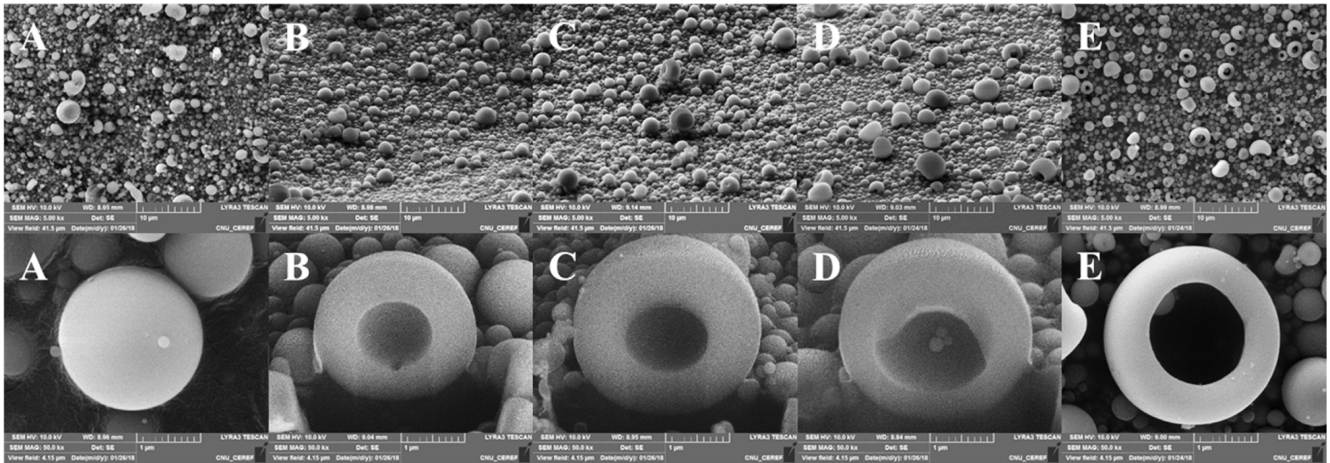 A B C D E
SEM HV: 10.0 kV WD: 8.95 mm LYRA3 TESCAN
SEM MAG: 5.00 kx Det: SE 10 µm
View field: 41.5 µm Date(m/d/y): 01/26/18 CNU_CEREF
SEM HV: 10.0 kV WD: 8.98 mm LYRA3 TESCAN
SEM MAG: 5.00 kx Det: SE 10 µm
View field: 41.5 µm Date(m/d/y): 01/26/18 CNU_CEREF
SEM HV: 10.0 kV WD: 9.14 mm LYRA3 TESCAN
SEM MAG: 5.00 kx Det: SE 10 µm
View field: 41.5 µm Date(m/d/y): 01/26/18 CNU_CEREF
SEM HV: 10.0 kV WD: 9.03 mm LYRA3 TESCAN
SEM MAG: 5.00 kx Det: SE 10 µm
View field: 41.5 µm Date(m/d/y): 01/24/18 CNU_CEREF
SEM HV: 10.0 kV WD: 8.99 mm LYRA3 TESCAN
SEM MAG: 5.00 kx Det: SE 10 µm
View field: 41.5 µm Date(m/d/y): 01/24/18 CNU_CEREF
A B C D E
SEM HV: 10.0 kV WD: 8.96 mm LYRA3 TESCAN
SEM MAG: 50.0 kx Det: SE 1 µm
View field: 4.15 µm Date(m/d/y): 01/26/18 CNU_CEREF
SEM HV: 10.0 kV WD: 9.04 mm LYRA3 TESCAN
SEM MAG: 50.0 kx Det: SE 1 µm
View field: 4.15 µm Date(m/d/y): 01/26/18 CNU_CEREF
SEM HV: 10.0 kV WD: 8.95 mm LYRA3 TESCAN
SEM MAG: 50.0 kx Det: SE 1 µm
View field: 4.15 µm Date(m/d/y): 01/26/18 CNU_CEREF
SEM HV: 10.0 kV WD: 8.84 mm LYRA3 TESCAN
SEM MAG: 50.0 kx Det: SE 1 µm
View field: 4.15 µm Date(m/d/y): 01/26/18 CNU_CEREF
SEM HV: 10.0 kV WD: 9.00 mm LYRA3 TESCAN
SEM MAG: 50.0 kx Det: SE 1 µm
View field: 4.15 µm Date(m/d/y): 01/24/18 CNU_CEREF